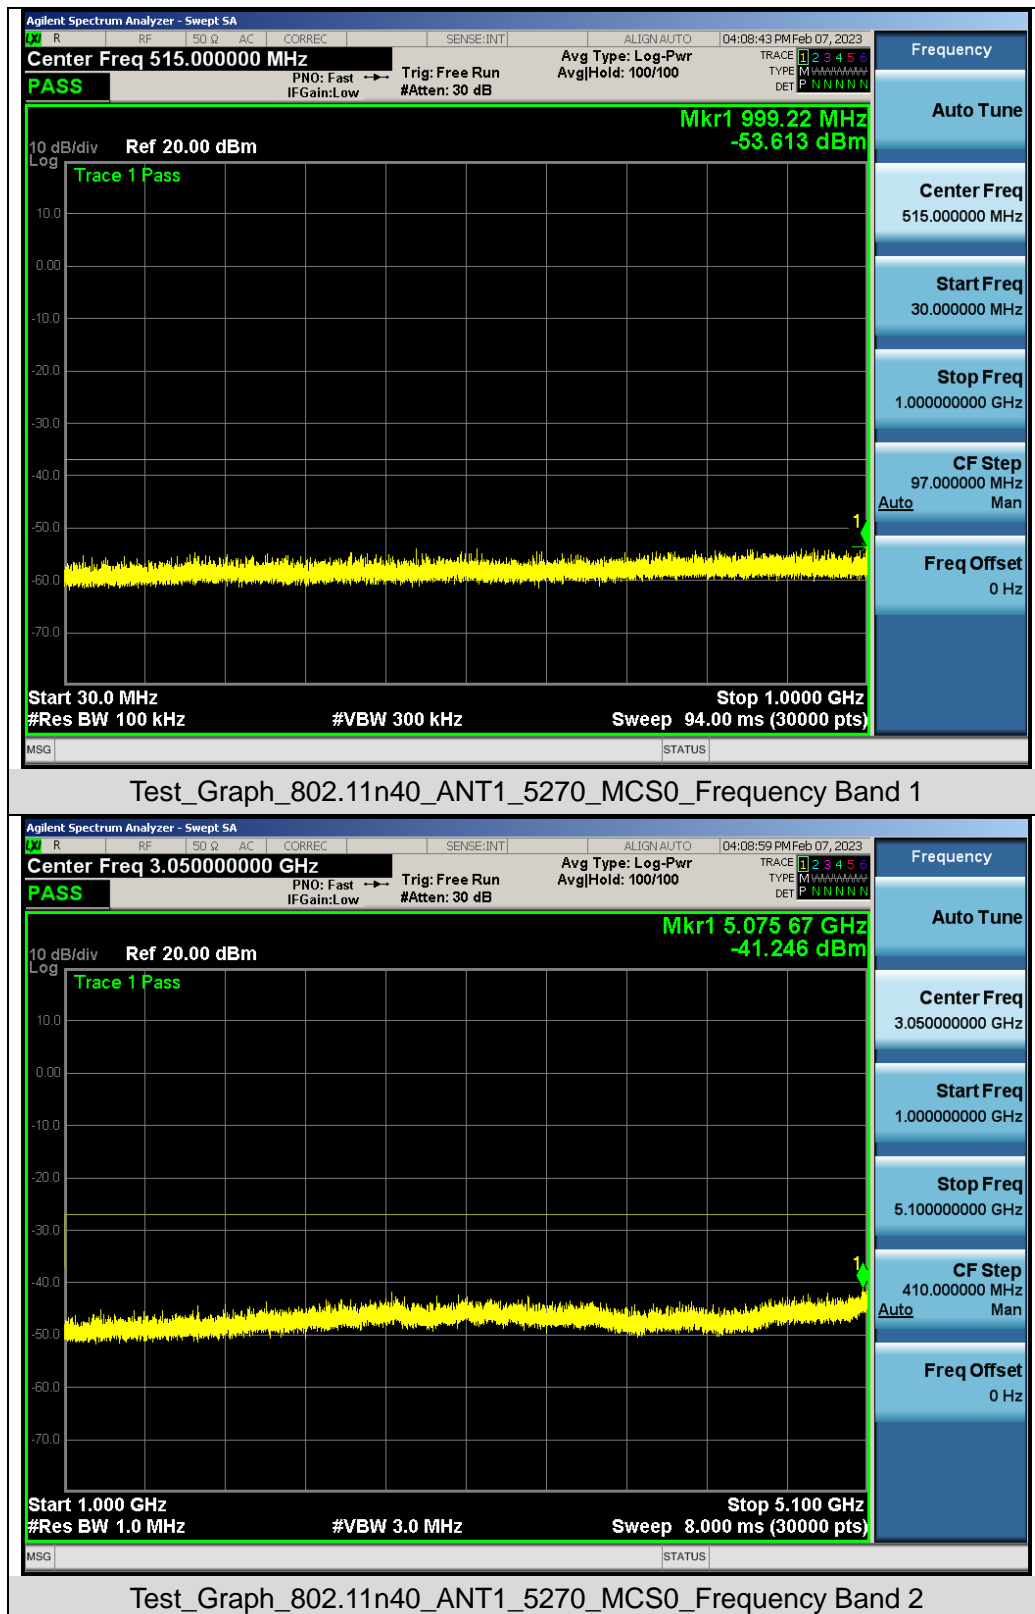 Agilent Spectrum Analyzer - Swept SA
LXI R RF 50 Ω AC CORREC SENSE:INT ALIGN AUTO 04:08:43 PM Feb 07, 2023
Center Freq 515.000000 MHz
PNO: Fast
IFGain:Low
Trig: Free Run
#Atten: 30 dB
Avg Type: Log-Pwr
Avg|Hold: 100/100
TRACE 1 2 3 4 5 6
TYPE M
DET P N N N N N
PASS
Mkr1 999.22 MHz
-53.613 dBm
10 dB/div Ref 20.00 dBm
Log
Trace 1 Pass
10.0
0.00
-10.0
-20.0
-30.0
-40.0
-50.0
-60.0
-70.0
1
Start 30.0 MHz Stop 1.0000 GHz
#Res BW 100 kHz #VBW 300 kHz Sweep 94.00 ms (30000 pts)
MSG STATUS
Frequency
Auto Tune
Center Freq
515.000000 MHz
Start Freq
30.000000 MHz
Stop Freq
1.000000000 GHz
CF Step
97.000000 MHz
Auto Man
Freq Offset
0 Hz
Test_Graph_802.11n40_ANT1_5270_MCS0_Frequency Band 1
Agilent Spectrum Analyzer - Swept SA
LXI R RF 50 Ω AC CORREC SENSE:INT ALIGN AUTO 04:08:59 PM Feb 07, 2023
Center Freq 3.050000000 GHz
PNO: Fast
IFGain:Low
Trig: Free Run
#Atten: 30 dB
Avg Type: Log-Pwr
Avg|Hold: 100/100
TRACE 1 2 3 4 5 6
TYPE M
DET P N N N N N
PASS
Mkr1 5.075 67 GHz
-41.246 dBm
10 dB/div Ref 20.00 dBm
Log
Trace 1 Pass
10.0
0.00
-10.0
-20.0
-30.0
-40.0
-50.0
-60.0
-70.0
1
Start 1.000 GHz Stop 5.100 GHz
#Res BW 1.0 MHz #VBW 3.0 MHz Sweep 8.000 ms (30000 pts)
MSG STATUS
Frequency
Auto Tune
Center Freq
3.050000000 GHz
Start Freq
1.000000000 GHz
Stop Freq
5.100000000 GHz
CF Step
410.000000 MHz
Auto Man
Freq Offset
0 Hz
Test_Graph_802.11n40_ANT1_5270_MCS0_Frequency Band 2